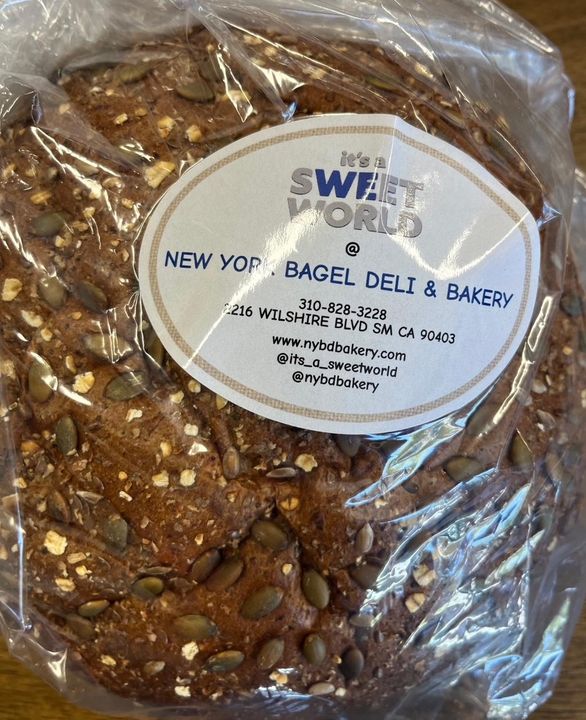 it's a
SWEET
WORLD
@
NEW YORK BAGEL DELI & BAKERY
310-828-3228
2216 WILSHIRE BLVD SM CA 90403
www.nybdbakery.com
@its_a_sweetworld
@nybdbakery